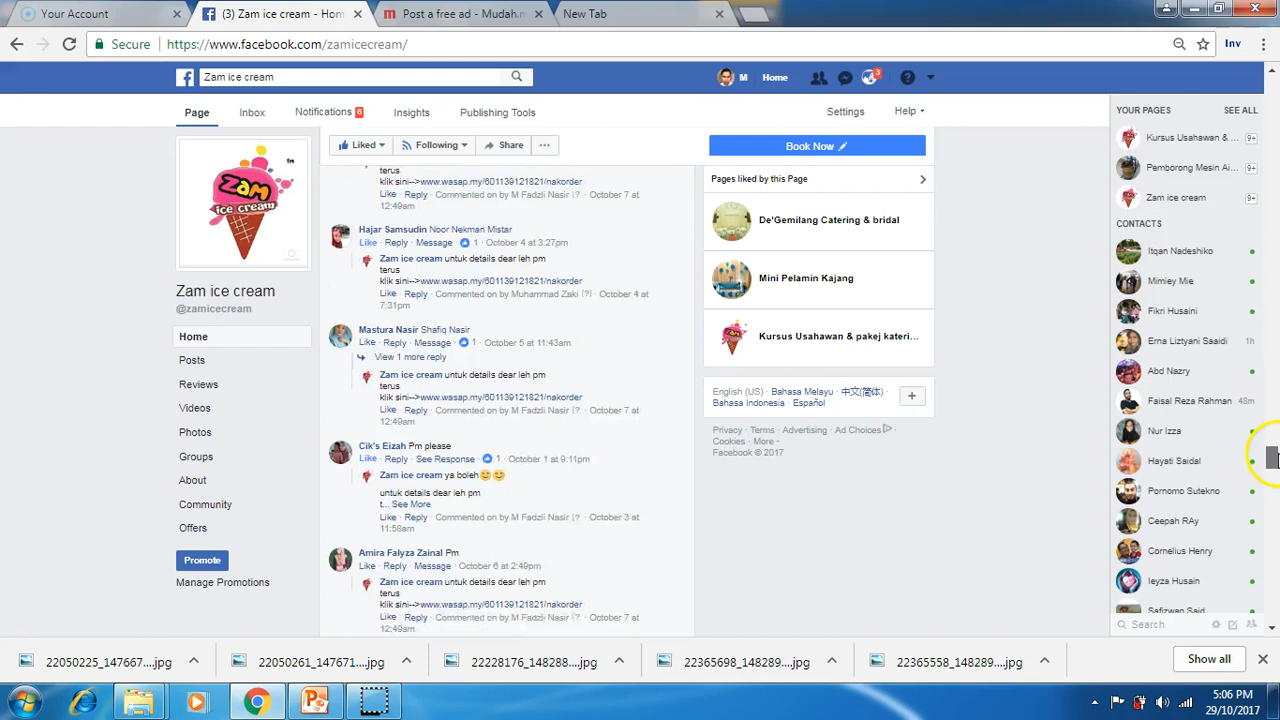 Your Account
(3) Zam ice cream - Hom
Post a free ad - Mudah.m
New Tab
Secure
https://www.facebook.com/zamicecream/
Inv
Zam ice cream
M
Home
3
Page
Inbox
Notifications 6
Insights
Publishing Tools
Settings
Help
Zam
ice cream
Zam ice cream
@zamicecream
Home
Posts
Reviews
Videos
Photos
Groups
About
Community
Offers
Promote
Manage Promotions
Liked
Following
Share
Book Now
terus
klik sini-->www.wasap.my/601139121821/nakorder
Like · Reply · Commented on by M Fadzli Nasir [?] · October 7 at
12:49am
Hajar Samsudin Noor Nekman Mistar
Like · Reply · Message · 1 · October 4 at 3:27pm
Zam ice cream untuk details dear leh pm
terus
klik sini-->www.wasap.my/601139121821/nakorder
Like · Reply · Commented on by Muhammad Zaki [?] · October 4 at
7:31pm
Mastura Nasir Shafiq Nasir
Like · Reply · Message · 1 · October 5 at 11:43am
View 1 more reply
Zam ice cream untuk details dear leh pm
terus
klik sini-->www.wasap.my/601139121821/nakorder
Like · Reply · Commented on by M Fadzli Nasir [?] · October 7 at
12:49am
Cik's Eizah Pm please
Like · Reply · See Response · 1 · October 1 at 9:11pm
Zam ice cream ya boleh😊😊
untuk details dear leh pm
t... See More
Like · Reply · Commented on by M Fadzli Nasir [?] · October 3 at
11:58am
Amira Falyza Zainal Pm
Like · Reply · Message · October 6 at 2:49pm
Zam ice cream untuk details dear leh pm
terus
klik sini-->www.wasap.my/601139121821/nakorder
Like · Reply · Commented on by M Fadzli Nasir [?] · October 7 at
12:49am
Pages liked by this Page
De'Gemilang Catering & bridal
Mini Pelamin Kajang
Kursus Usahawan & pakej kateri...
English (US) · Bahasa Melayu · 中文(简体) ·
Bahasa Indonesia · Español
Privacy · Terms · Advertising · Ad Choices
Cookies · More
Facebook © 2017
YOUR PAGES
SEE ALL
Kursus Usahawan & ... 9+
Pemborong Mesin Ai... 9+
Zam ice cream 9+
CONTACTS
Itqan Nadeshiko
Mimiey Mie
Fikri Husaini
Erna Liztyani Saaidi 1h
Abd Nazry
Faisal Reza Rahman 48m
Nur Izza
Hayati Saidal
Pornomo Sutekno
Ceepah RAy
Cornelius Henry
Ieyza Husain
Safizwan Said
Search
22050225_147667....jpg
22050261_147671....jpg
22228176_148288....jpg
22365698_148289....jpg
22365558_148289....jpg
Show all
5:06 PM
29/10/2017